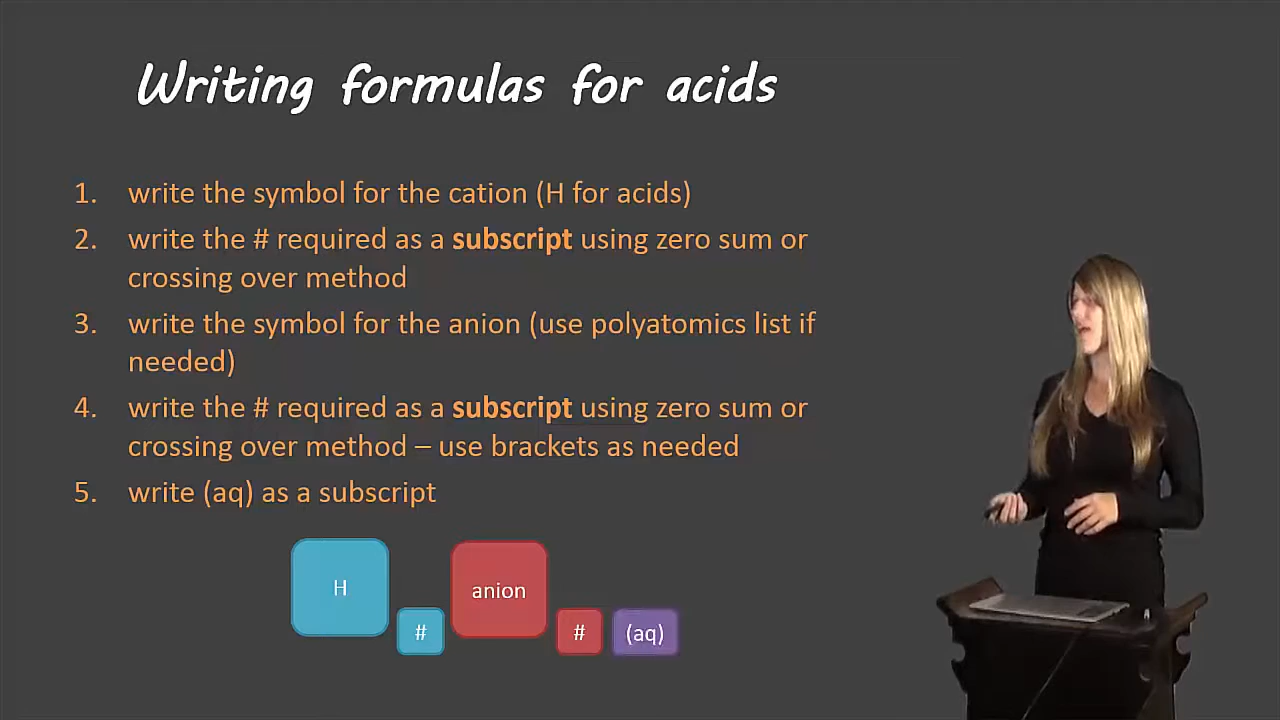 Writing formulas for acids
1. write the symbol for the cation (H for acids)
2. write the # required as a subscript using zero sum or
crossing over method
3. write the symbol for the anion (use polyatomics list if
needed)
4. write the # required as a subscript using zero sum or
crossing over method – use brackets as needed
5. write (aq) as a subscript
H
#
anion
#
(aq)